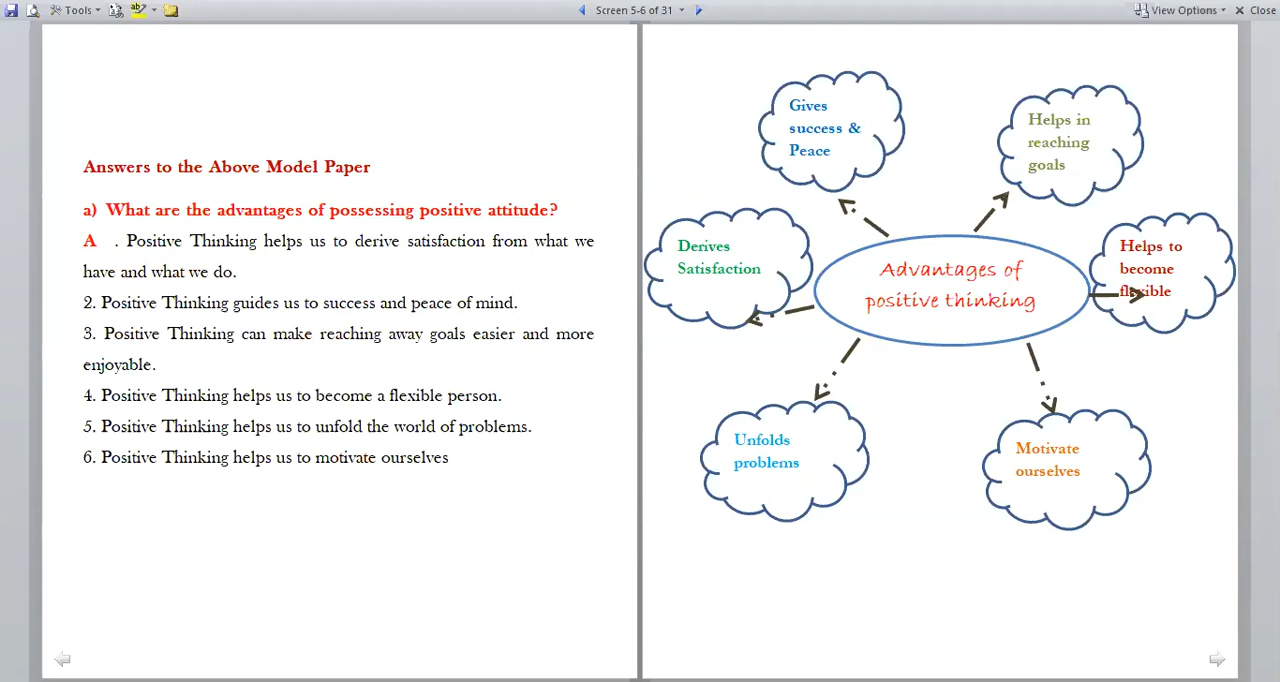 Tools
Screen 5-6 of 31
View Options
Close
Answers to the Above Model Paper
a) What are the advantages of possessing positive attitude?
A . Positive Thinking helps us to derive satisfaction from what we
have and what we do.
2. Positive Thinking guides us to success and peace of mind.
3. Positive Thinking can make reaching away goals easier and more
enjoyable.
4. Positive Thinking helps us to become a flexible person.
5. Positive Thinking helps us to unfold the world of problems.
6. Positive Thinking helps us to motivate ourselves
Gives
success &
Peace
Helps in
reaching
goals
Derives
Satisfaction
Advantages of
positive thinking
Helps to
become
flexible
Unfolds
problems
Motivate
ourselves